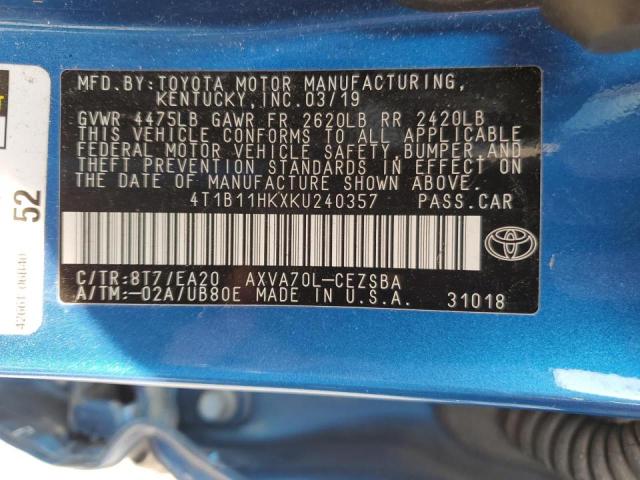 MFD.BY:TOYOTA MOTOR MANUFACTURING,
KENTUCKY,INC.03/19
GVWR 4475LB GAWR FR 2620LB RR 2420LB
THIS VEHICLE CONFORMS TO ALL APPLICABLE
FEDERAL MOTOR VEHICLE SAFETY,BUMPER AND
THEFT PREVENTION STANDARDS IN EFFECT ON
THE DATE OF MANUFACTURE SHOWN ABOVE.
4T1B11HKXKU240357 PASS.CAR
C/TR:8T7/EA20 AXVA70L-CEZSBA
A/TM:-02A/UB80E MADE IN U.S.A. 31018
52
42661-06840